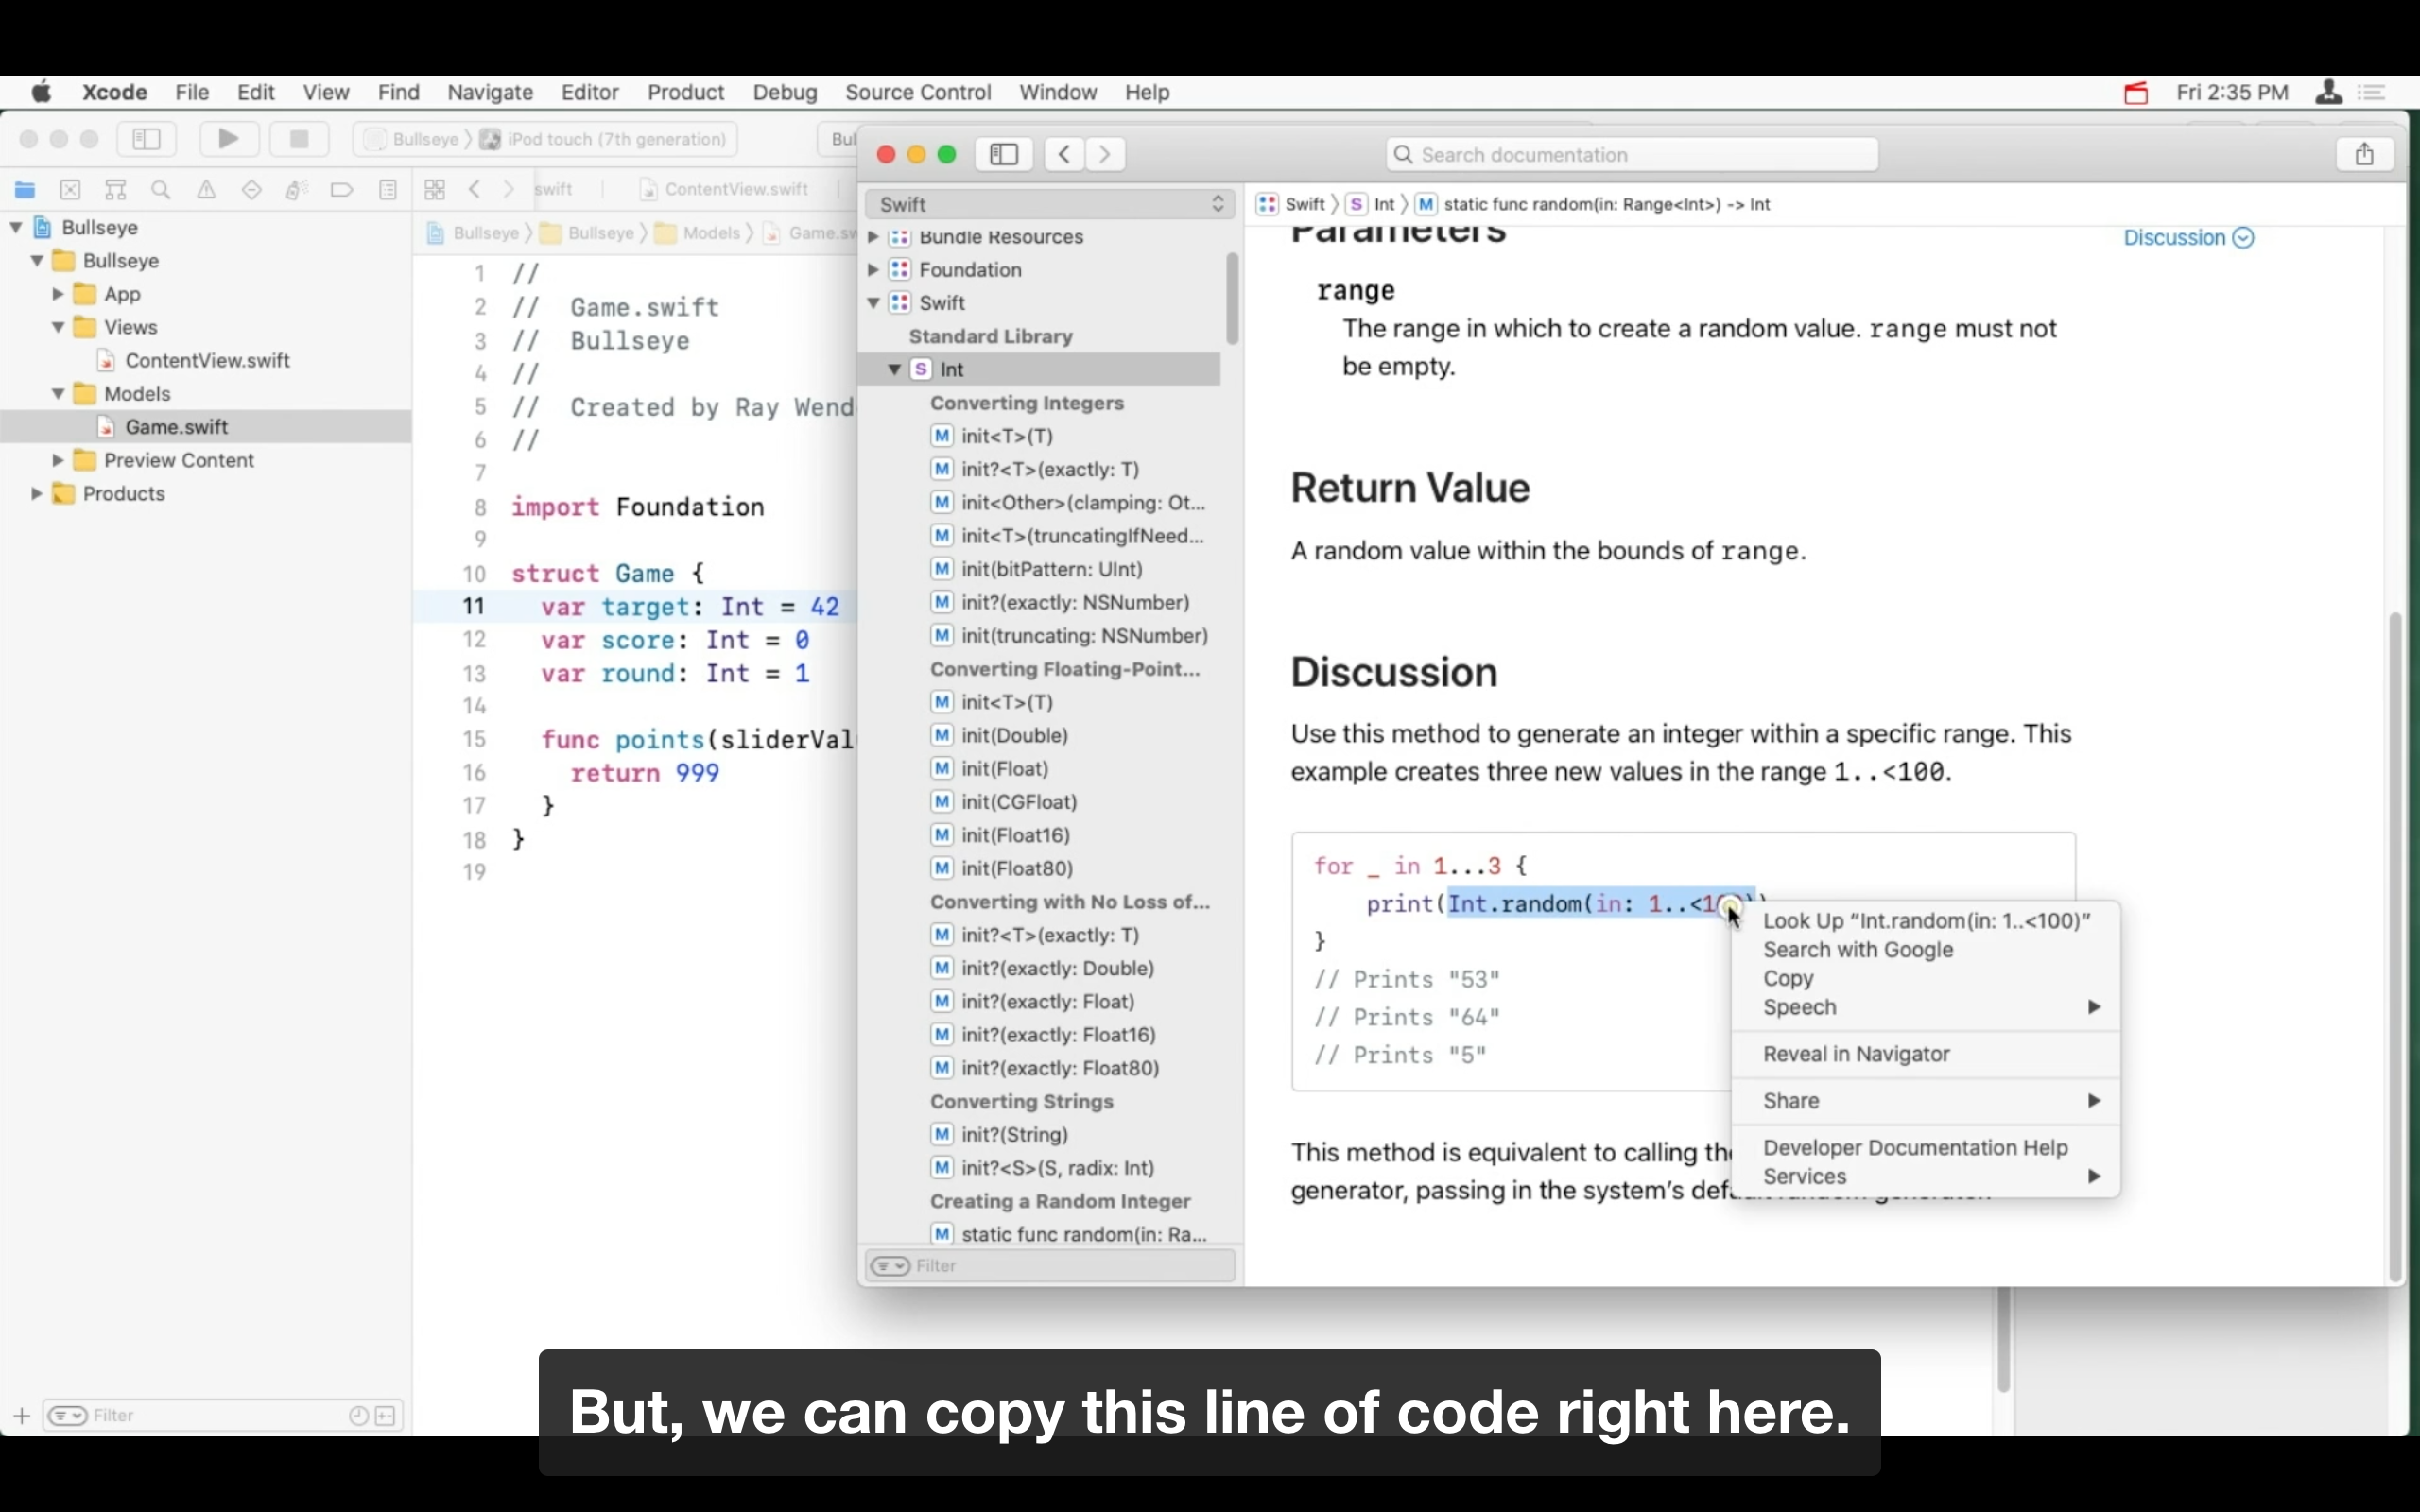 Xcode File Edit View Find Navigate Editor Product Debug Source Control Window Help Fri 2:35 PM
Bullseye iPod touch (7th generation) Bul
Search documentation
swift ContentView.swift
Bullseye Bullseye Models Game.sw
Bullseye
Bullseye
App
Views
ContentView.swift
Models
Game.swift
Preview Content
Products
Filter
1 //
2 // Game.swift
3 // Bullseye
4 //
5 // Created by Ray Wend
6 //
7
8 import Foundation
9
10 struct Game {
11 var target: Int = 42
12 var score: Int = 0
13 var round: Int = 1
14
15 func points(sliderVal
16 return 999
17 }
18 }
19
Swift
Bundle Resources
Foundation
Swift
Standard Library
S Int
Converting Integers
M init<T>(T)
M init?<T>(exactly: T)
M init<Other>(clamping: Ot...
M init<T>(truncatingIfNeed...
M init(bitPattern: UInt)
M init?(exactly: NSNumber)
M init(truncating: NSNumber)
Converting Floating-Point...
M init<T>(T)
M init(Double)
M init(Float)
M init(CGFloat)
M init(Float16)
M init(Float80)
Converting with No Loss of...
M init?<T>(exactly: T)
M init?(exactly: Double)
M init?(exactly: Float)
M init?(exactly: Float16)
M init?(exactly: Float80)
Converting Strings
M init?(String)
M init?<S>(S, radix: Int)
Creating a Random Integer
M static func random(in: Ra...
Filter
Swift S Int M static func random(in: Range<Int>) -> Int
Parameters
Discussion
range
The range in which to create a random value. range must not
be empty.
Return Value
A random value within the bounds of range.
Discussion
Use this method to generate an integer within a specific range. This
example creates three new values in the range 1..<100.
for _ in 1...3 {
print(Int.random(in: 1..<1
}
// Prints "53"
// Prints "64"
// Prints "5"
This method is equivalent to calling the
generator, passing in the system's
Look Up “Int.random(in: 1..<100)”
Search with Google
Copy
Speech
Reveal in Navigator
Share
Developer Documentation Help
Services
But, we can copy this line of code right here.